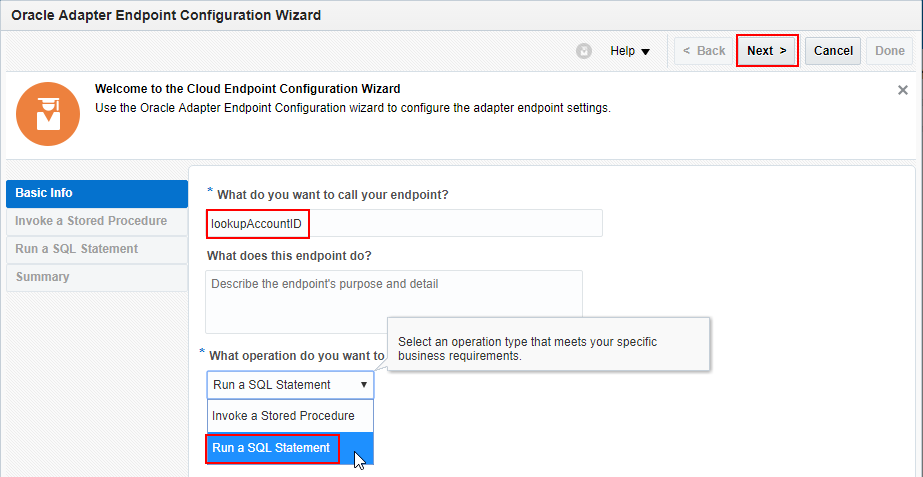 Oracle Adapter Endpoint Configuration Wizard
Help
< Back
Next >
Cancel
Done
Welcome to the Cloud Endpoint Configuration Wizard
Use the Oracle Adapter Endpoint Configuration wizard to configure the adapter endpoint settings.
Basic Info
Invoke a Stored Procedure
Run a SQL Statement
Summary
* What do you want to call your endpoint?
lookupAccountID
What does this endpoint do?
Describe the endpoint's purpose and detail
* What operation do you want to
Select an operation type that meets your specific
business requirements.
Run a SQL Statement
Invoke a Stored Procedure
Run a SQL Statement